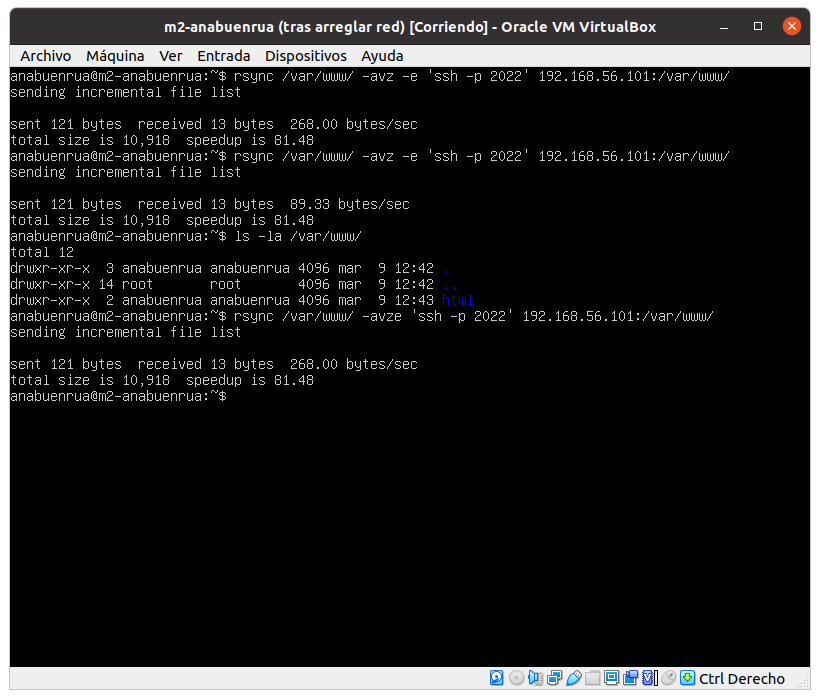 m2-anabuenrua (tras arreglar red) [Corriendo] - Oracle VM VirtualBox
Archivo Máquina Ver Entrada Dispositivos Ayuda
anabuenrua@m2-anabuenrua:~$ rsync /var/www/ -avz -e 'ssh -p 2022' 192.168.56.101:/var/www/
sending incremental file list
sent 121 bytes  received 13 bytes  268.00 bytes/sec
total size is 10,918  speedup is 81.48
anabuenrua@m2-anabuenrua:~$ rsync /var/www/ -avz -e 'ssh -p 2022' 192.168.56.101:/var/www/
sending incremental file list
sent 121 bytes  received 13 bytes  89.33 bytes/sec
total size is 10,918  speedup is 81.48
anabuenrua@m2-anabuenrua:~$ ls -la /var/www/
total 12
drwxr-xr-x  3 anabuenrua anabuenrua 4096 mar  9 12:42 .
drwxr-xr-x 14 root       root       4096 mar  9 12:42 ..
drwxr-xr-x  2 anabuenrua anabuenrua 4096 mar  9 12:43 html
anabuenrua@m2-anabuenrua:~$ rsync /var/www/ -avze 'ssh -p 2022' 192.168.56.101:/var/www/
sending incremental file list
sent 121 bytes  received 13 bytes  268.00 bytes/sec
total size is 10,918  speedup is 81.48
anabuenrua@m2-anabuenrua:~$
Ctrl Derecho